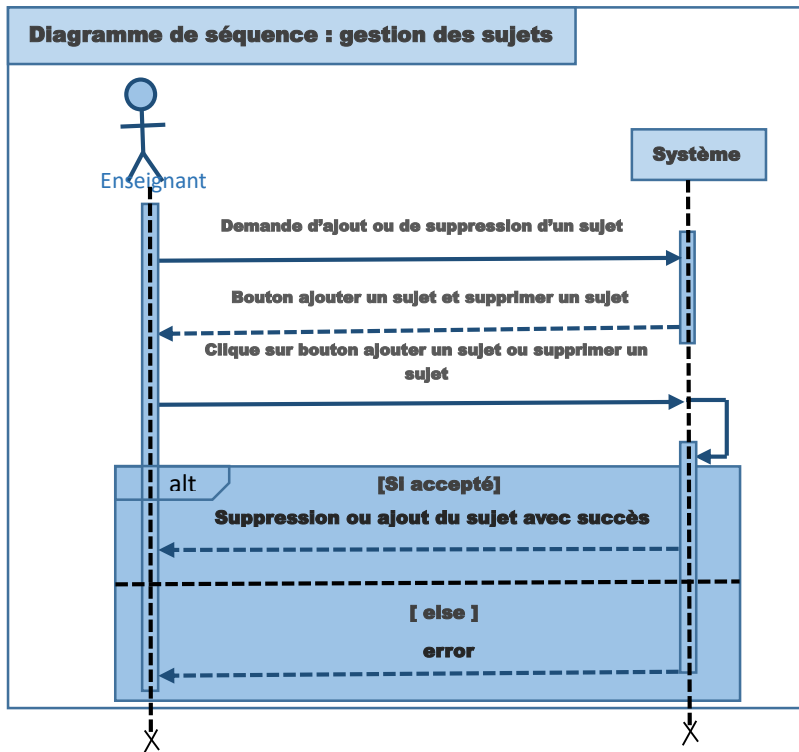 Diagramme de séquence : gestion des sujets
Enseignant
Système
Demande d’ajout ou de suppression d’un sujet
Bouton ajouter un sujet et supprimer un sujet
Clique sur bouton ajouter un sujet ou supprimer un
sujet
alt
[Si accepté]
Suppression ou ajout du sujet avec succès
[ else ]
error